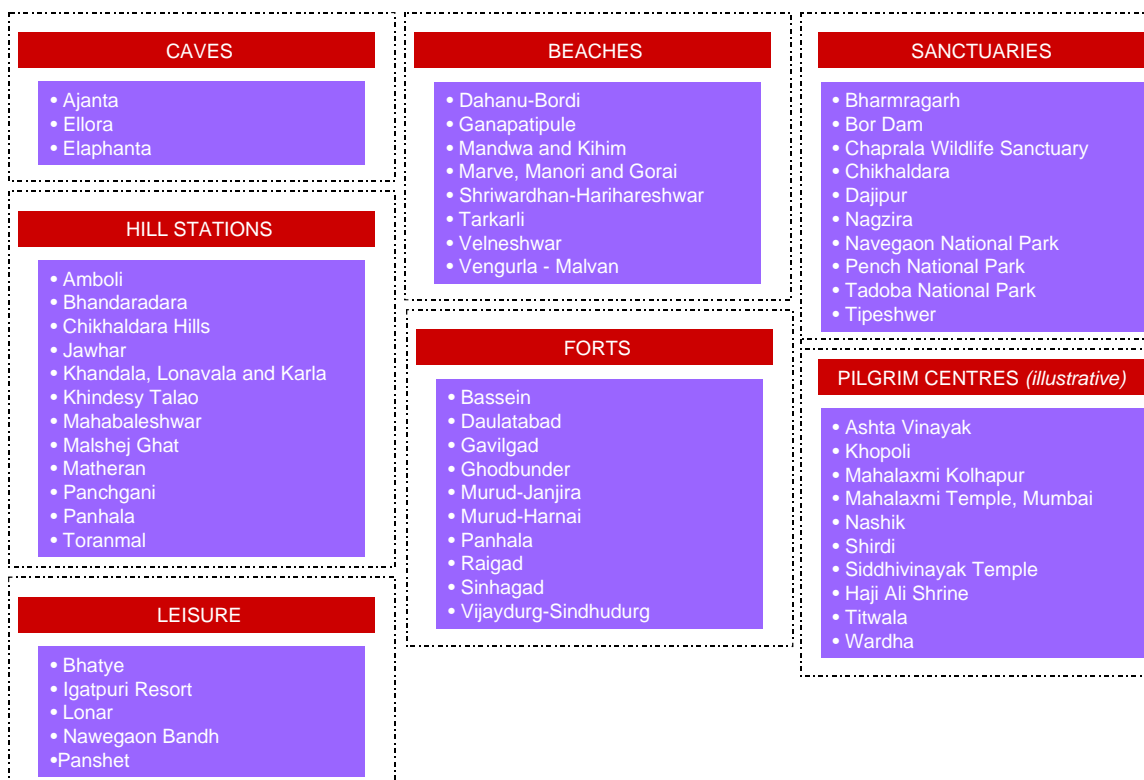 CAVES
• Ajanta
• Ellora
• Elaphanta
HILL STATIONS
• Amboli
• Bhandaradara
• Chikhaldara Hills
• Jawhar
• Khandala, Lonavala and Karla
• Khindesy Talao
• Mahabaleshwar
• Malshej Ghat
• Matheran
• Panchgani
• Panhala
• Toranmal
LEISURE
• Bhatye
• Igatpuri Resort
• Lonar
• Nawegaon Bandh
•Panshet
BEACHES
• Dahanu-Bordi
• Ganapatipule
• Mandwa and Kihim
• Marve, Manori and Gorai
• Shriwardhan-Harihareshwar
• Tarkarli
• Velneshwar
• Vengurla - Malvan
FORTS
• Bassein
• Daulatabad
• Gavilgad
• Ghodbunder
• Murud-Janjira
• Murud-Harnai
• Panhala
• Raigad
• Sinhagad
• Vijaydurg-Sindhudurg
SANCTUARIES
• Bharmragarh
• Bor Dam
• Chaprala Wildlife Sanctuary
• Chikhaldara
• Dajipur
• Nagzira
• Navegaon National Park
• Pench National Park
• Tadoba National Park
• Tipeshwer
PILGRIM CENTRES (illustrative)
• Ashta Vinayak
• Khopoli
• Mahalaxmi Kolhapur
• Mahalaxmi Temple, Mumbai
• Nashik
• Shirdi
• Siddhivinayak Temple
• Haji Ali Shrine
• Titwala
• Wardha